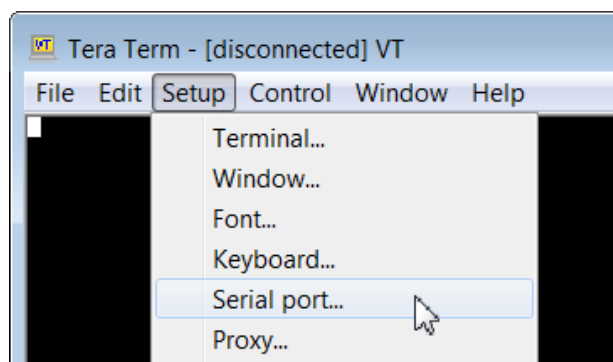 VT Tera Term - [disconnected] VT
File Edit Setup Control Window Help
Terminal...
Window...
Font...
Keyboard...
Serial port...
Proxy...